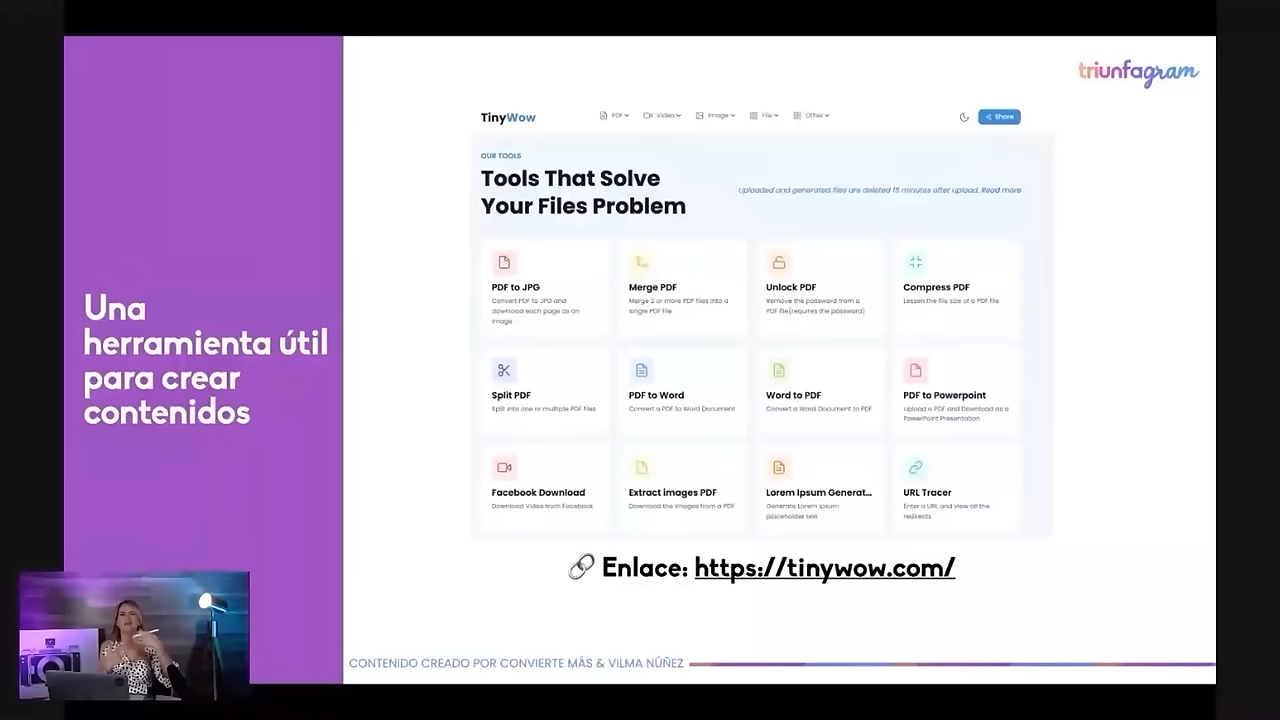 triunfagram
TinyWow
PDF
Video
Image
File
Other
Share
OUR TOOLS
Tools That Solve
Your Files Problem
Uploaded and generated files are deleted 15 minutes after upload. Read more
PDF to JPG
Convert PDF to JPG and
download each page as an
image
Merge PDF
Merge 2 or more PDF files into a
single PDF file
Unlock PDF
Remove the password from a
PDF file(requires the password)
Compress PDF
Lessen the file size of a PDF file
Split PDF
Split into one or multiple PDF files
PDF to Word
Convert a PDF to Word Document
Word to PDF
Convert a Word Document to PDF
PDF to Powerpoint
Upload a PDF and Download as a
PowerPoint Presentation
Facebook Download
Download Video from Facebook
Extract images PDF
Download the images from a PDF
Lorem Ipsum Generat...
Generate Lorem Ipsum
placeholder text
URL Tracer
Enter a URL and view all the
redirects
Una
herramienta útil
para crear
contenidos
Enlace: https://tinywow.com/
CONTENIDO CREADO POR CONVIERTE MÁS & VILMA NÚÑEZ